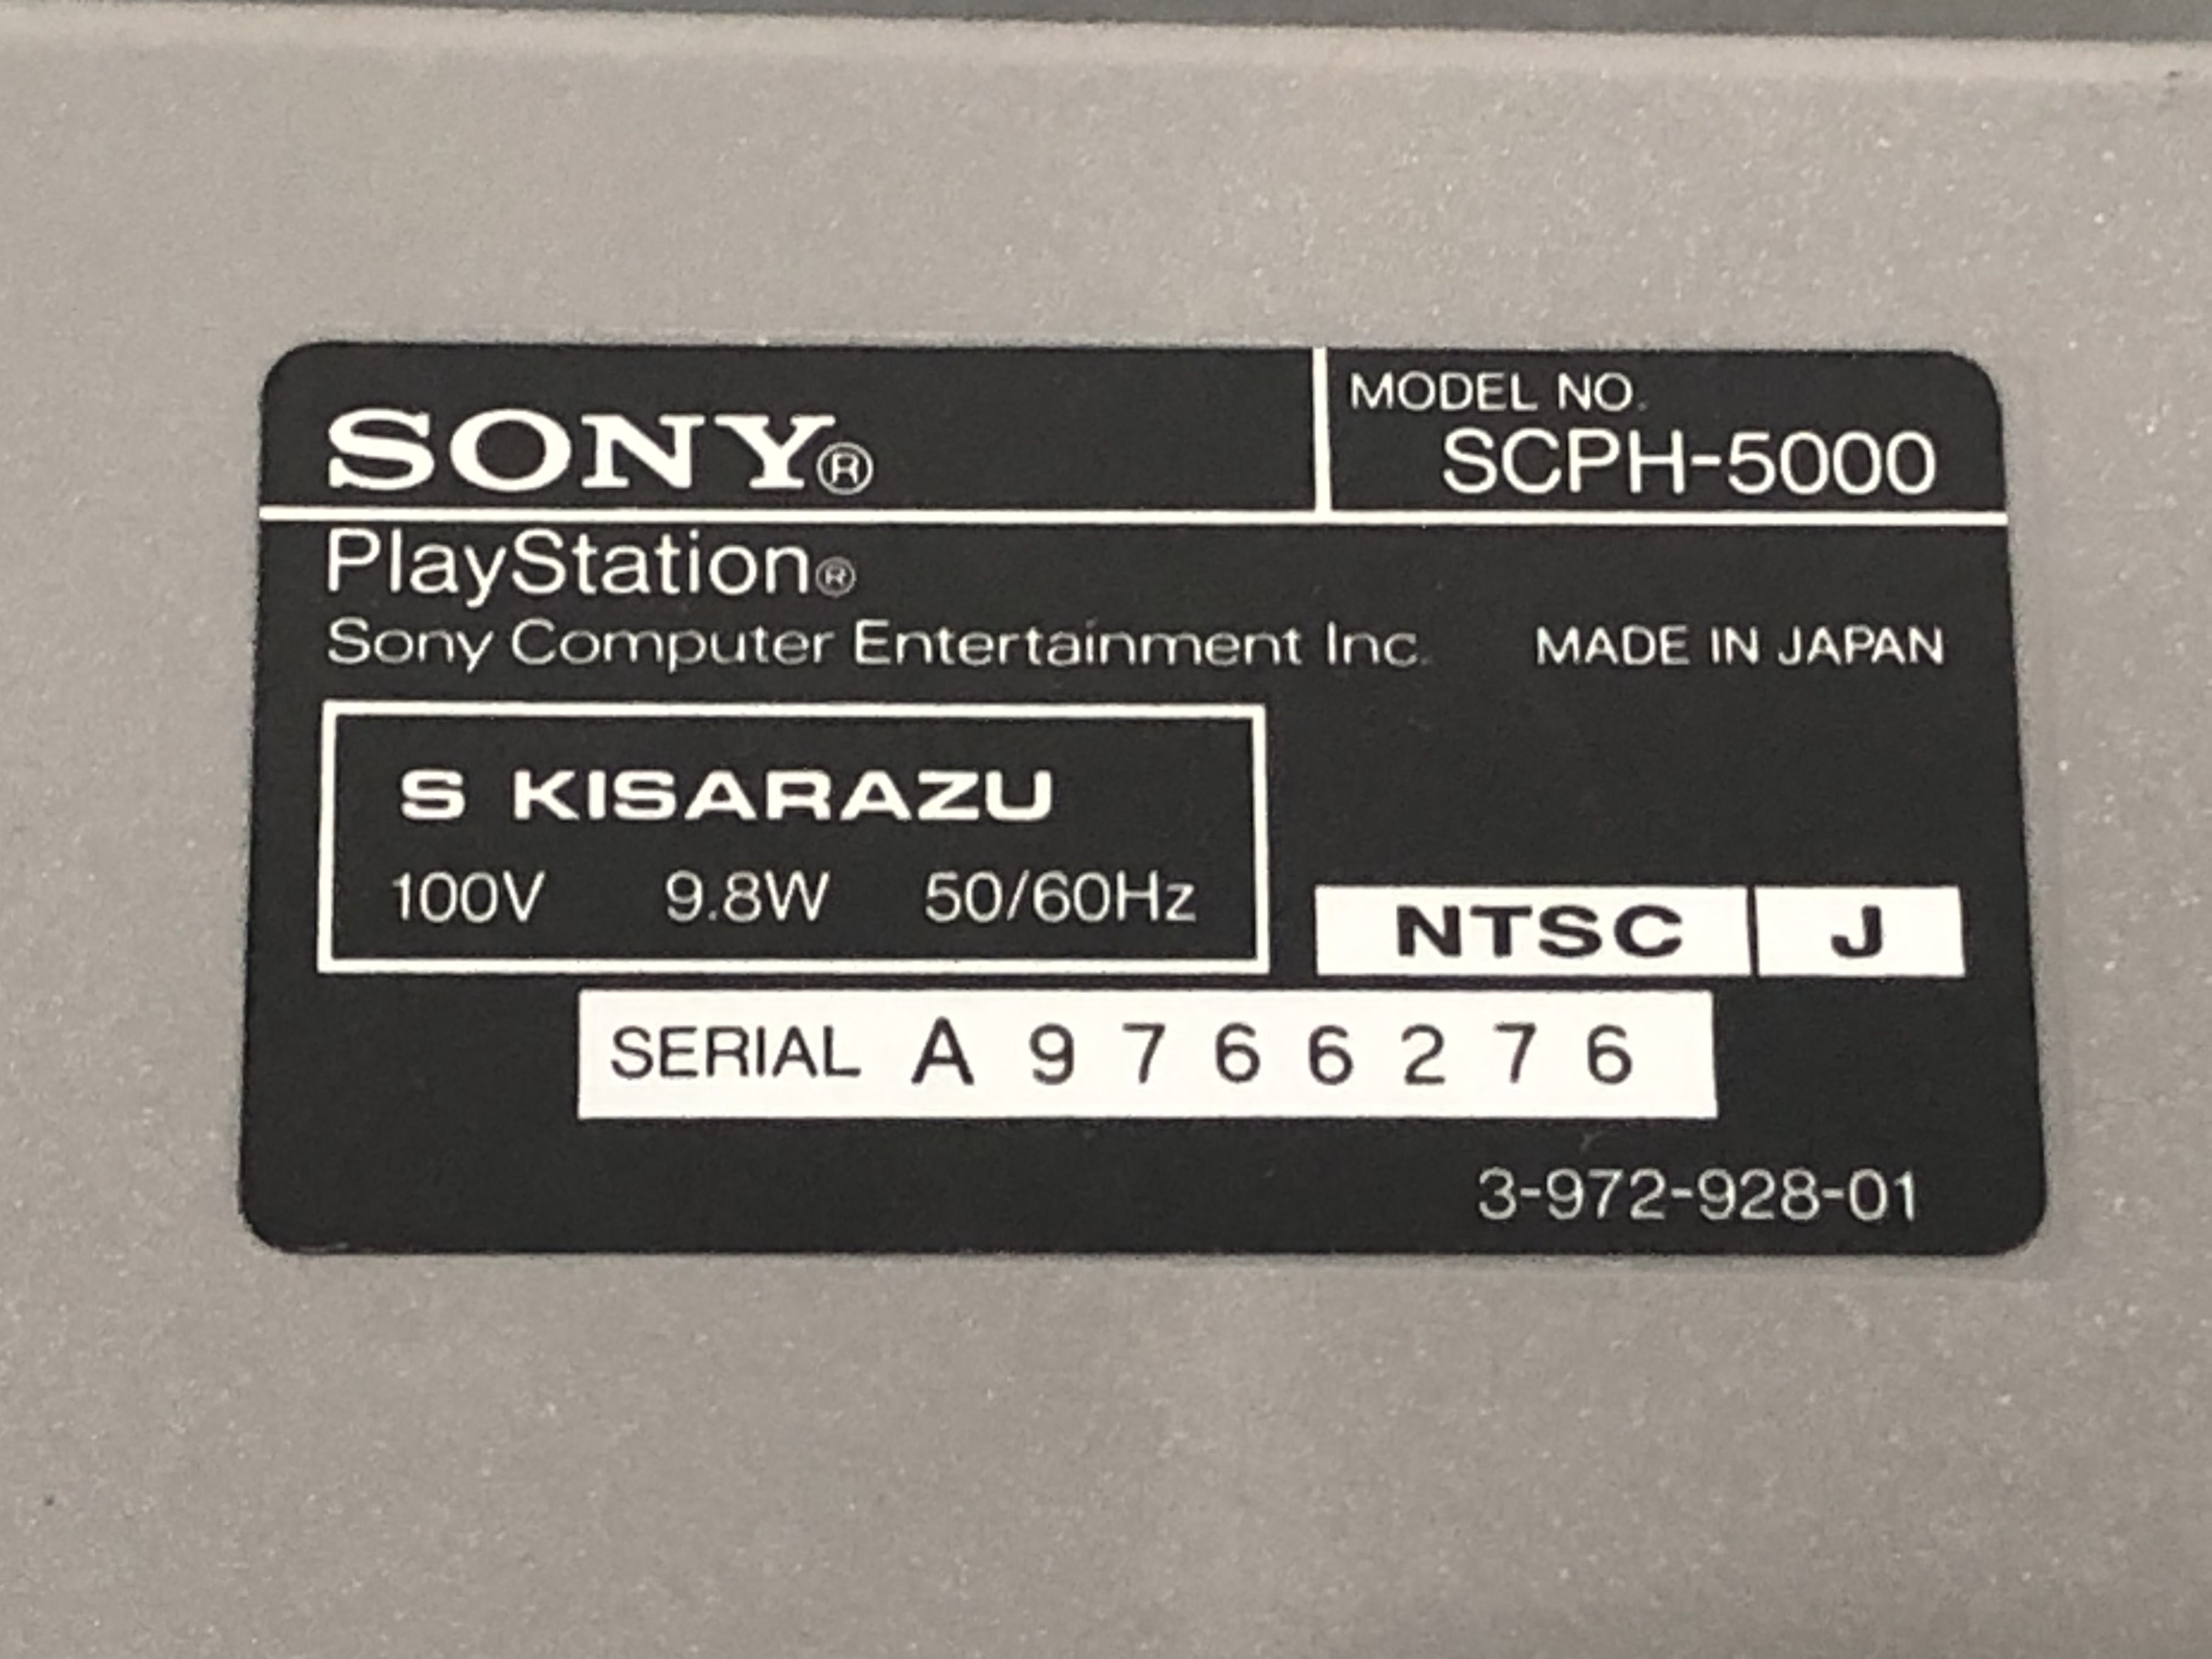 SONY®
MODEL NO.
SCPH-5000
PlayStation®
Sony Computer Entertainment Inc. MADE IN JAPAN
S KISARAZU
100V 9.8W 50/60Hz
NTSC J
SERIAL A 9 7 6 6 2 7 6
3-972-928-01